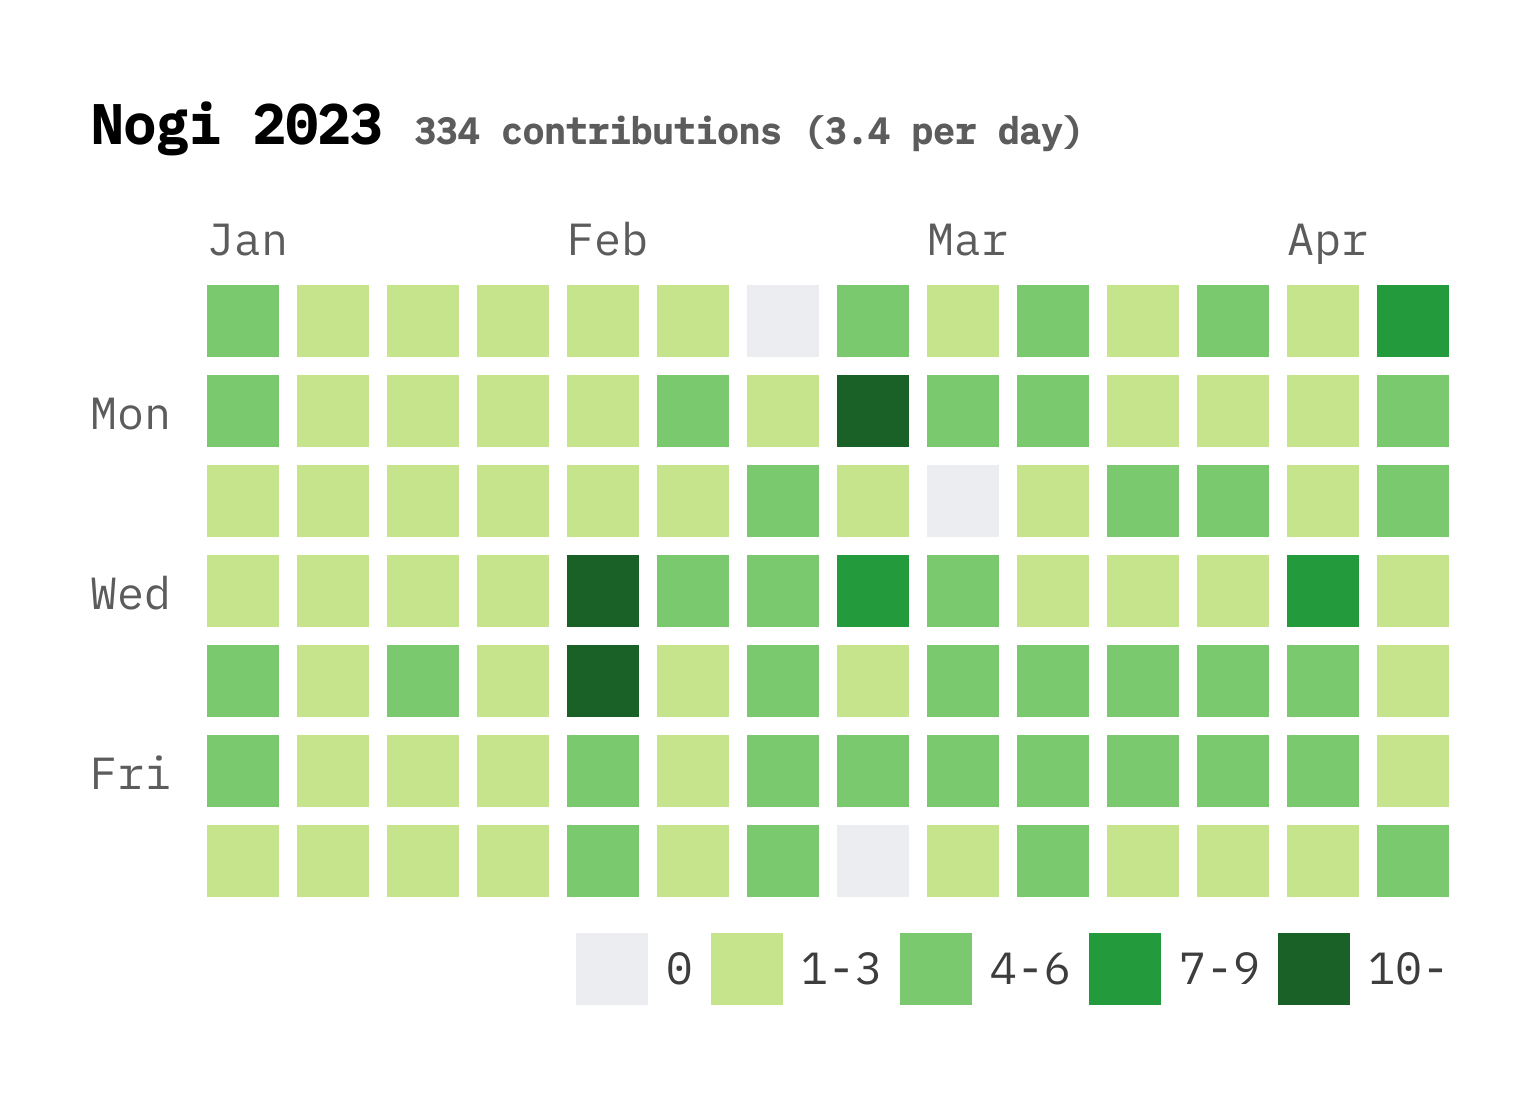 Nogi 2023 334 contributions (3.4 per day)
Jan Feb Mar Apr
Mon
Wed
Fri
0 1-3 4-6 7-9 10-